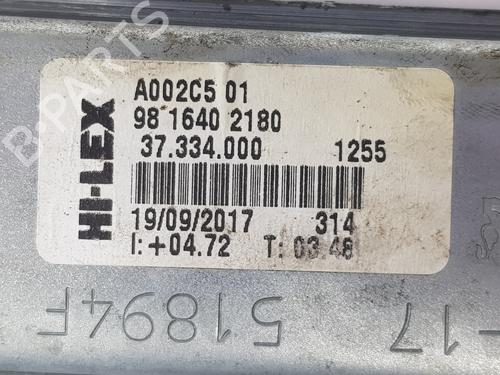 B-PARTS
HI-LEX
A002C5 01
98 1640 2180
37.334.000 1255
19/09/2017 314
I: +04.72 T: 03.48
51894F
-17